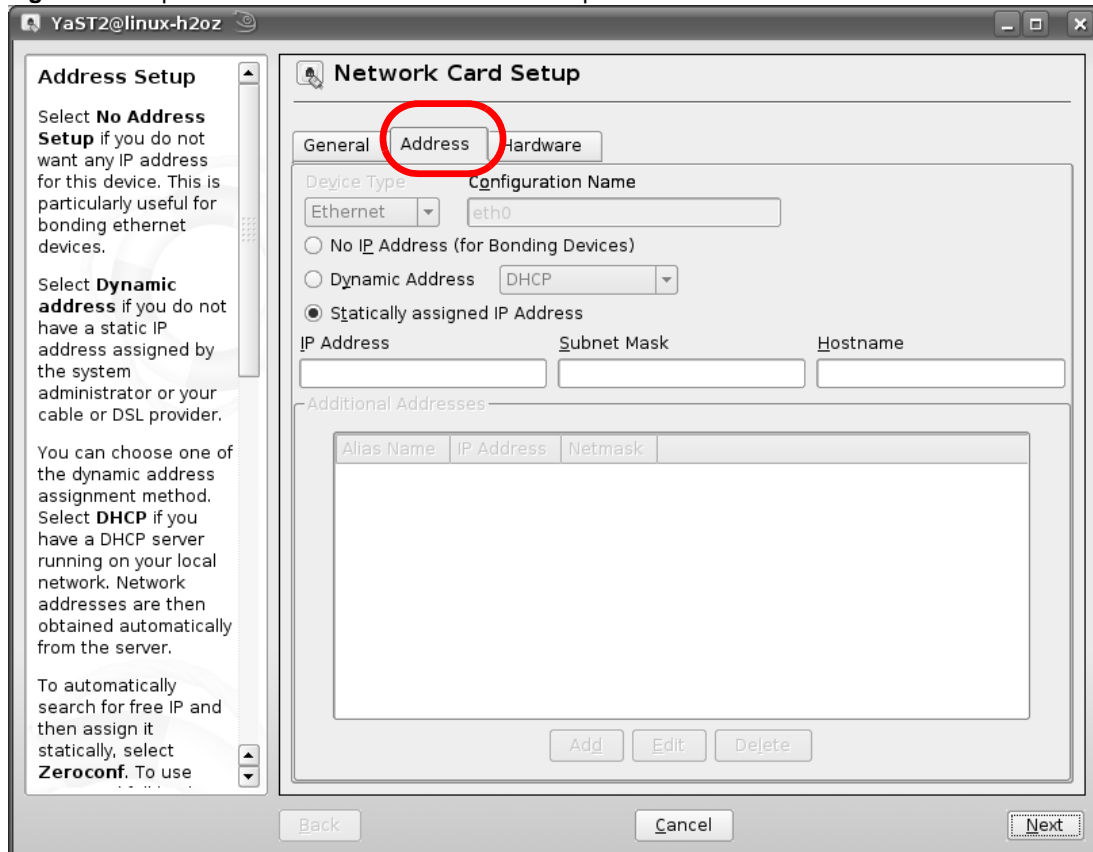 YaST2@linux-h2oz
Address Setup
Select No Address
Setup if you do not
want any IP address
for this device. This is
particularly useful for
bonding ethernet
devices.
Select Dynamic
address if you do not
have a static IP
address assigned by
the system
administrator or your
cable or DSL provider.
You can choose one of
the dynamic address
assignment method.
Select DHCP if you
have a DHCP server
running on your local
network. Network
addresses are then
obtained automatically
from the server.
To automatically
search for free IP and
then assign it
statically, select
Zeroconf. To use
Network Card Setup
General Address Hardware
Device Type Configuration Name
Ethernet eth0
No IP Address (for Bonding Devices)
Dynamic Address DHCP
Statically assigned IP Address
IP Address Subnet Mask Hostname
Additional Addresses
Alias Name IP Address Netmask
Add Edit Delete
Back Cancel Next